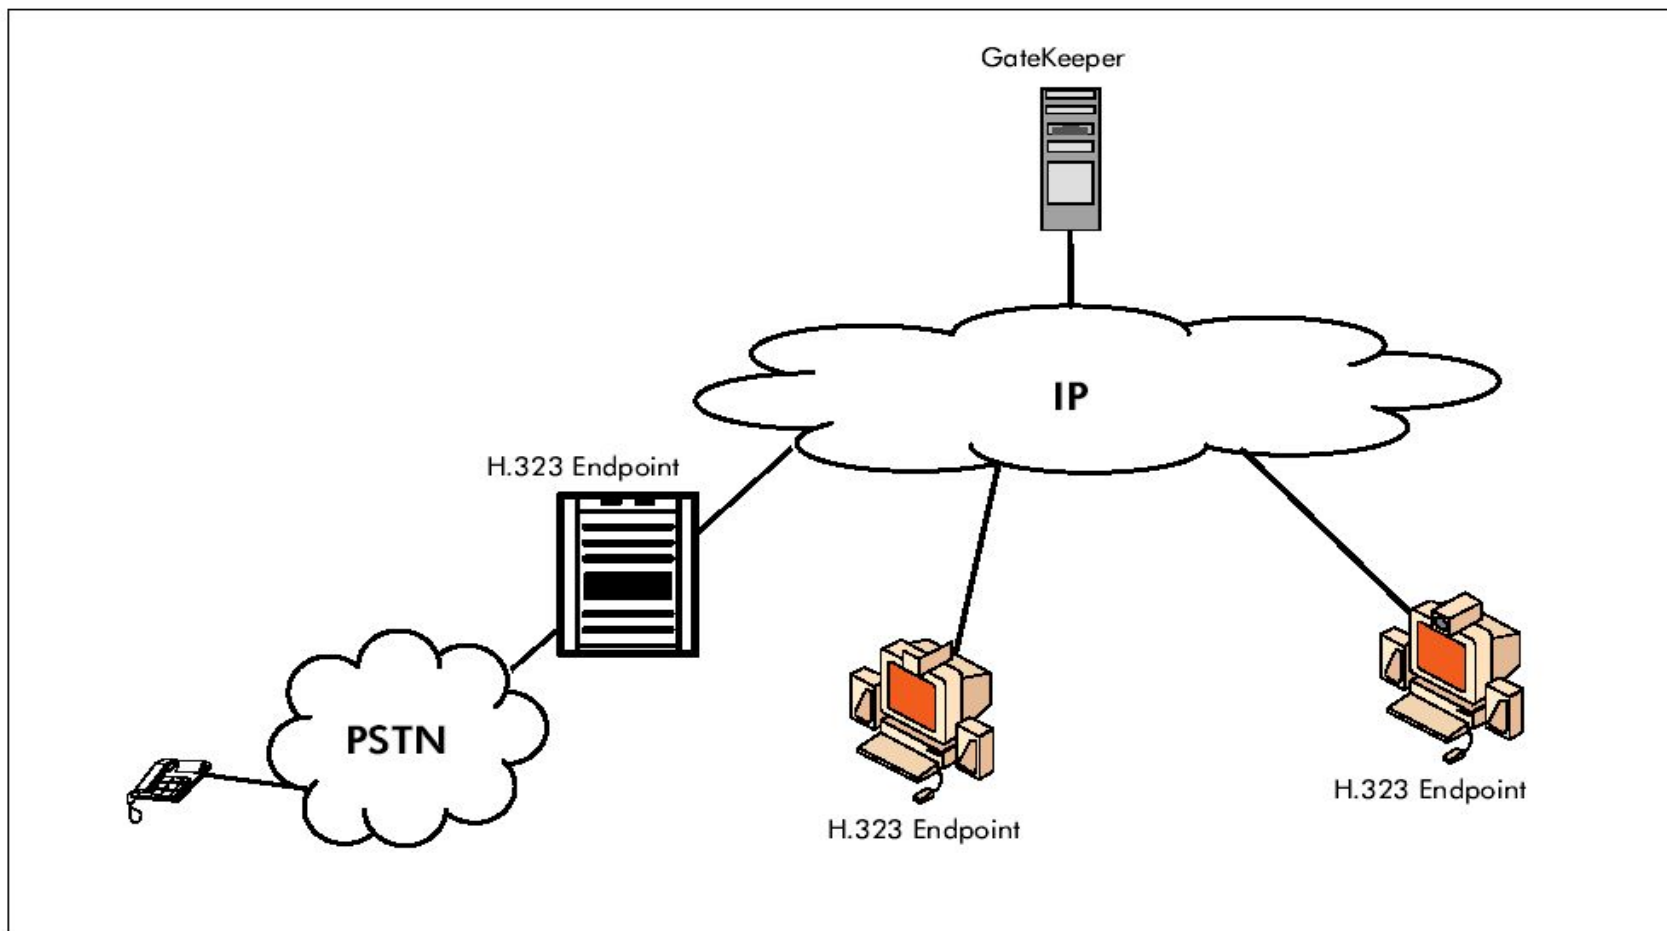 GateKeeper
IP
H.323 Endpoint
PSTN
H.323 Endpoint
H.323 Endpoint